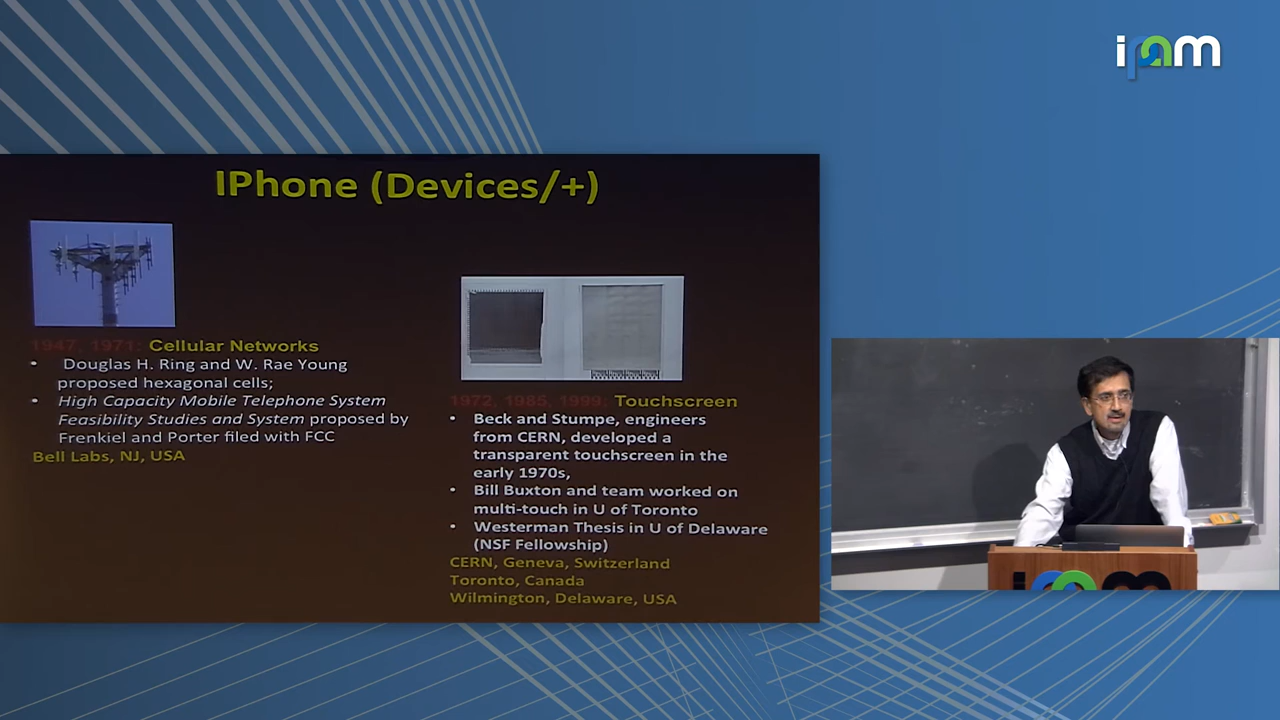 ipam
IPhone (Devices/+)
1947, 1971: Cellular Networks
• Douglas H. Ring and W. Rae Young
proposed hexagonal cells;
• High Capacity Mobile Telephone System
Feasibility Studies and System proposed by
Frenkiel and Porter filed with FCC
Bell Labs, NJ, USA
1972, 1985, 1999: Touchscreen
• Beck and Stumpe, engineers
from CERN, developed a
transparent touchscreen in the
early 1970s,
• Bill Buxton and team worked on
multi-touch in U of Toronto
• Westerman Thesis in U of Delaware
(NSF Fellowship)
CERN, Geneva, Switzerland
Toronto, Canada
Wilmington, Delaware, USA
ipam